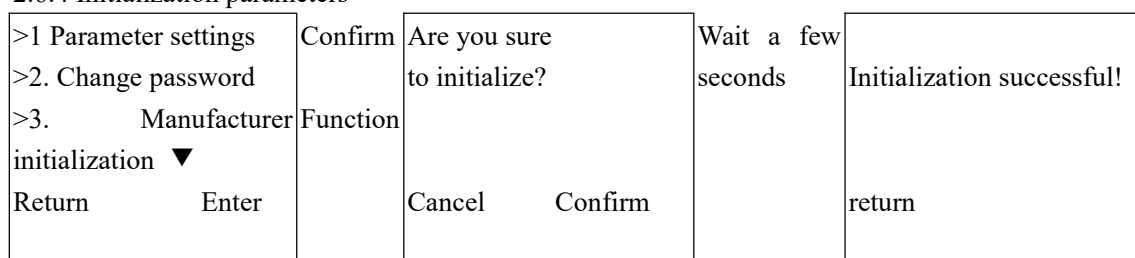 2.6.4 Initialization parameters
>1 Parameter settings
>2. Change password
>3. Manufacturer
initialization ▼
Return Enter
Confirm
Function
Are you sure
to initialize?
Cancel Confirm
Wait a few
seconds
Initialization successful!
return